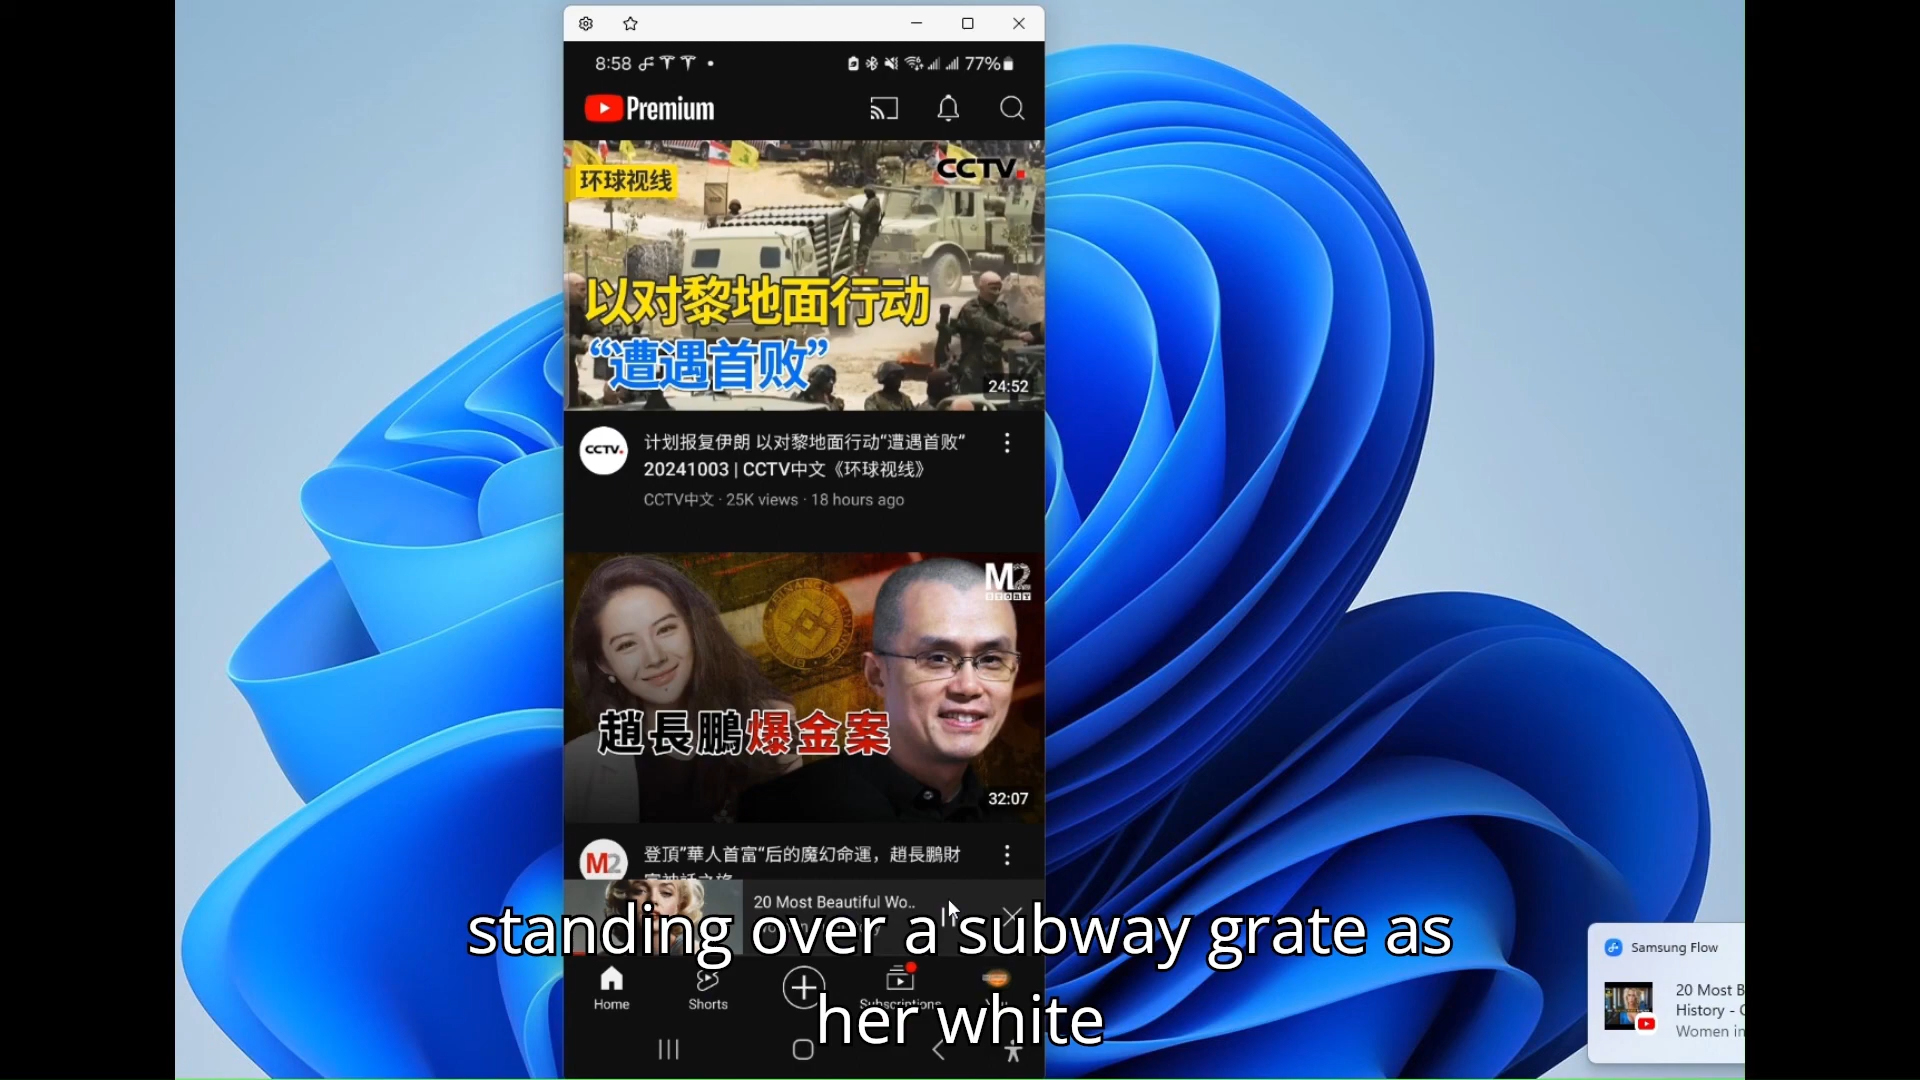 8:58
77%
Premium
环球视线
CCTV
以对黎地面行动
“遭遇首败”
24:52
CCTV
计划报复伊朗 以对黎地面行动“遭遇首败”
20241003 | CCTV中文《环球视线》
CCTV中文 · 25K views · 18 hours ago
M2
STORY
BINANCE
趙長鵬爆金案
32:07
M2
登頂”華人首富“后的魔幻命運，趙長鵬財
20 Most Beautiful Wo..
standing over a subway grate as
her white
Home
Shorts
Subscriptions
Samsung Flow
20 Most B
History -
Women in